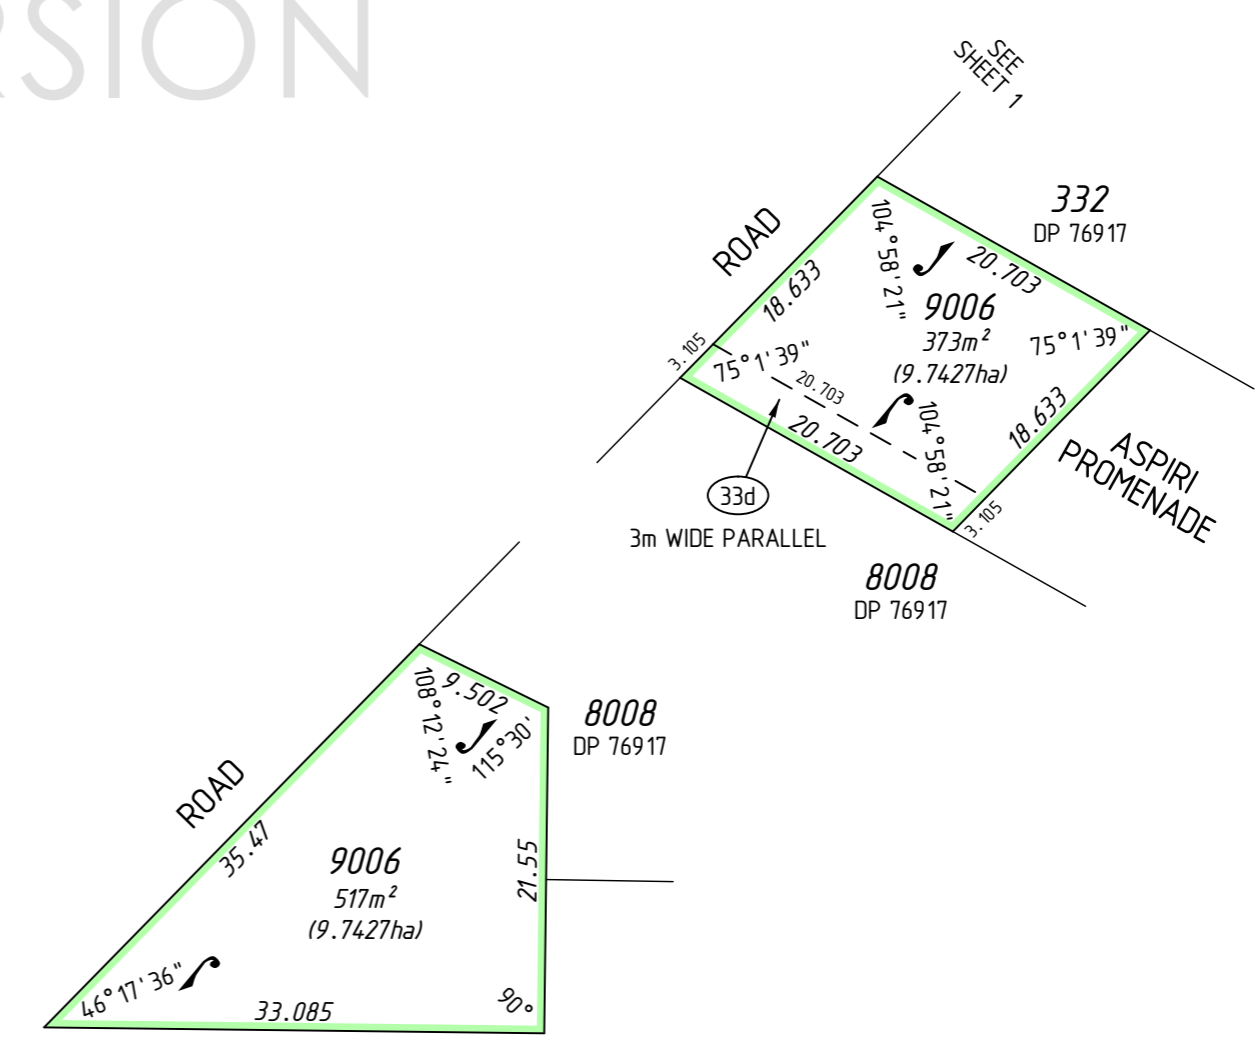 RSION
SEE
SHEET 1
332
DP 76917
ROAD
104°58'21"
20.703
18.633
9006
373m²
(9.7427ha)
75°1'39"
3.105
75°1'39"
20.703
18.633
104°58'21"
20.703
ASPIRI
PROMENADE
33d
3.105
3m WIDE PARALLEL
8008
DP 76917
108°12'24"
9.502
115°30'
8008
DP 76917
ROAD
35.47
9006
517m²
(9.7427ha)
21.55
46°17'36"
33.085
90°